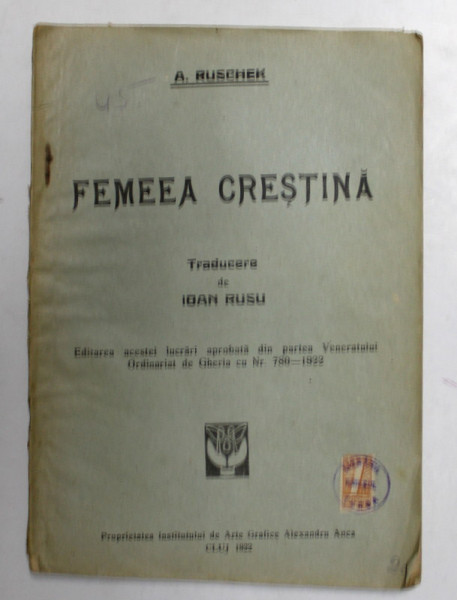 A. RUSCHEK
FEMEEA CREȘTINĂ
Traducere
de
IOAN RUSU
Editarea acestei lucrări aprobată din partea Veneratului
Ordinariat de Gherla cu Nr. 780—1922
Proprietatea Institutului de Arte Grafice Alexandru Anca
CLUJ 1922